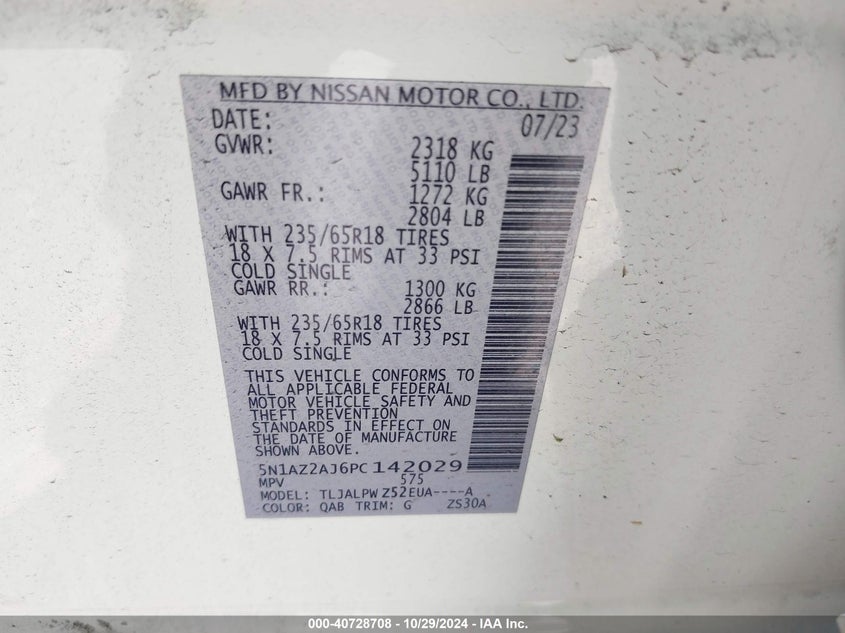 MFD BY NISSAN MOTOR CO., LTD.
DATE: 07/23
GVWR: 2318 KG
5110 LB
GAWR FR.: 1272 KG
2804 LB
WITH 235/65R18 TIRES
18 X 7.5 RIMS AT 33 PSI
COLD SINGLE
GAWR RR.: 1300 KG
2866 LB
WITH 235/65R18 TIRES
18 X 7.5 RIMS AT 33 PSI
COLD SINGLE
THIS VEHICLE CONFORMS TO
ALL APPLICABLE FEDERAL
MOTOR VEHICLE SAFETY AND
THEFT PREVENTION
STANDARDS IN EFFECT ON
THE DATE OF MANUFACTURE
SHOWN ABOVE.
5N1AZ2AJ6PC142029
MPV 575
MODEL: TLJALPW Z52EUA----A
COLOR: QAB TRIM: G ZS30A
000-40728708 - 10/29/2024 - IAA Inc.